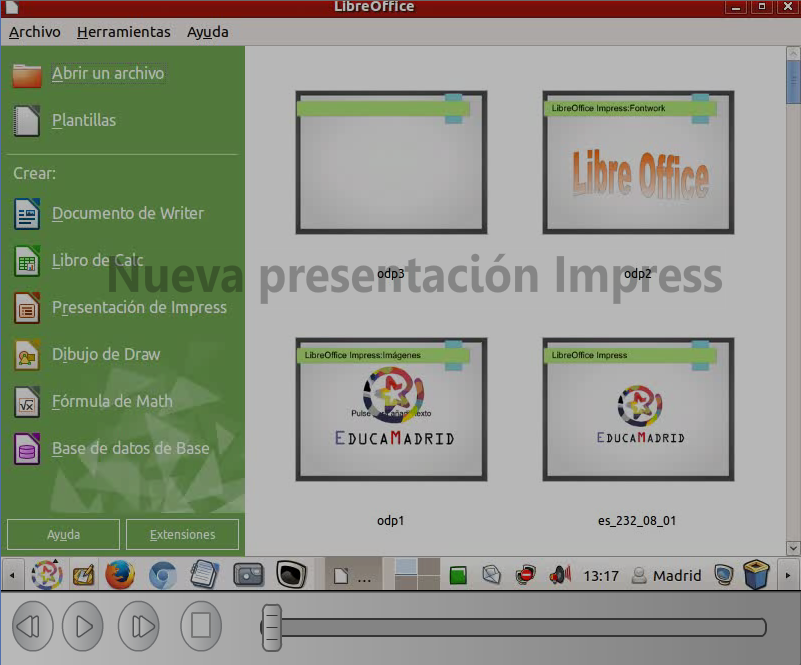 LibreOffice
Archivo Herramientas Ayuda
Abrir un archivo
Plantillas
Crear:
Documento de Writer
Libro de Calc
Presentación de Impress
Dibujo de Draw
Fórmula de Math
Base de datos de Base
Ayuda Extensiones
Nueva presentación Impress
odp3
LibreOffice Impress:Fontwork
Libre Office
odp2
LibreOffice Impress:Imágenes
Pulse texto
EDUCAMADRID
odp1
LibreOffice Impress
EDUCAMADRID
es_232_08_01
... 13:17 Madrid